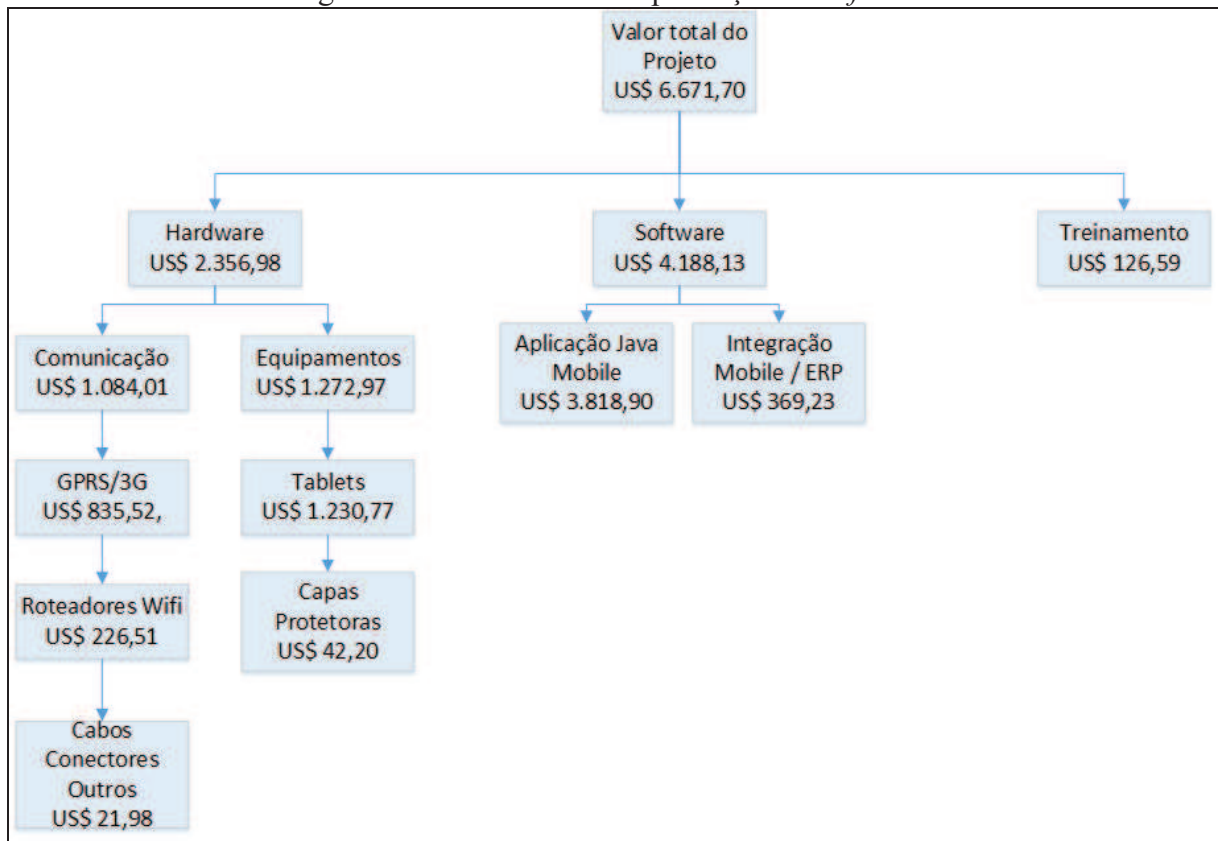 Valor total do
Projeto
US$ 6.671,70
Hardware
US$ 2.356,98
Software
US$ 4.188,13
Treinamento
US$ 126,59
Comunicação
US$ 1.084,01
Equipamentos
US$ 1.272,97
Aplicação Java
Mobile
US$ 3.818,90
Integração
Mobile / ERP
US$ 369,23
GPRS/3G
US$ 835,52,
Tablets
US$ 1.230,77
Roteadores Wifi
US$ 226,51
Capas
Protetoras
US$ 42,20
Cabos
Conectores
Outros
US$ 21,98